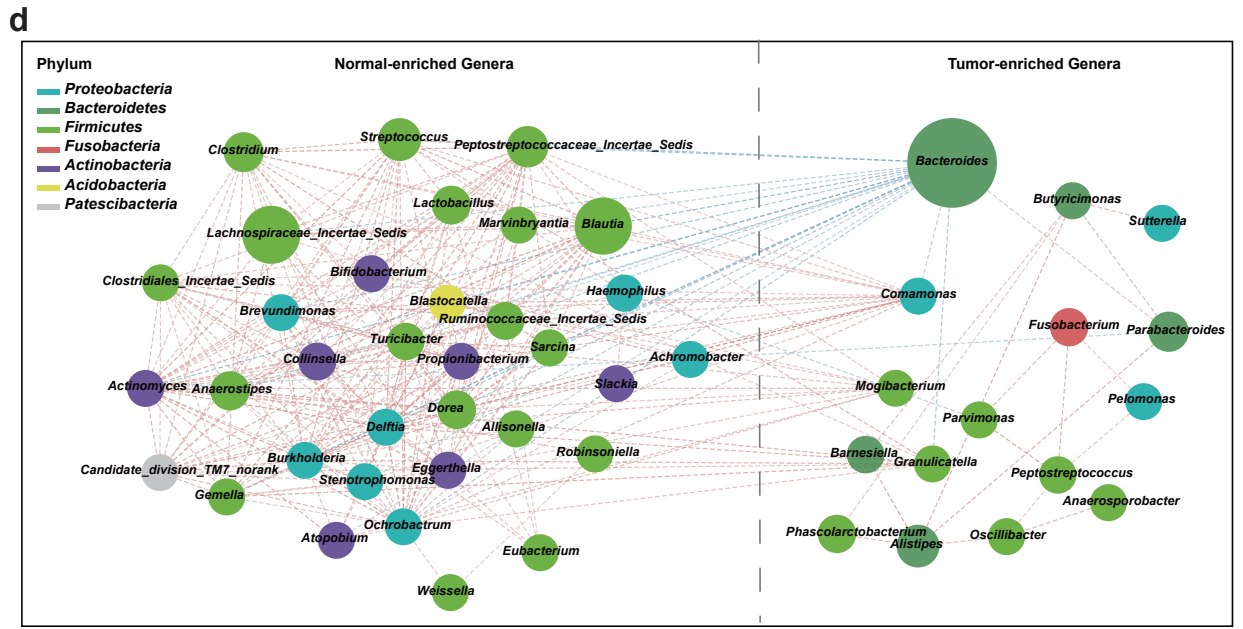 d
Phylum
Normal-enriched Genera
Tumor-enriched Genera
Proteobacteria
Bacteroidetes
Firmicutes
Fusobacteria
Actinobacteria
Acidobacteria
Patescibacteria
Clostridium
Streptococcus
Peptostreptococcaceae_Incertae_Sedis
Bacteroides
Lactobacillus
Butyricimonas
Marvinbryantia
Blautia
Sutterella
Lachnospiraceae_Incertae_Sedis
Bifidobacterium
Clostridiales_Incertae_Sedis
Haemophilus
Comamonas
Blastocatella
Brevundimonas
Ruminococcaceae_Incertae_Sedis
Fusobacterium
Parabacteroides
Turicibacter
Sarcina
Collinsella
Propionibacterium
Achromobacter
Actinomyces
Anaerostipes
Slackia
Mogibacterium
Pelomonas
Dorea
Parvimonas
Delftia
Allisonella
Robinsoniella
Barnesiella
Burkholderia
Granulicatella
Candidate_division_TM7_norank
Eggerthella
Peptostreptococcus
Stenotrophomonas
Gemella
Anaerosporobacter
Ochrobactrum
Phascolarctobacterium
Oscillibacter
Atopobium
Alistipes
Eubacterium
Weissella